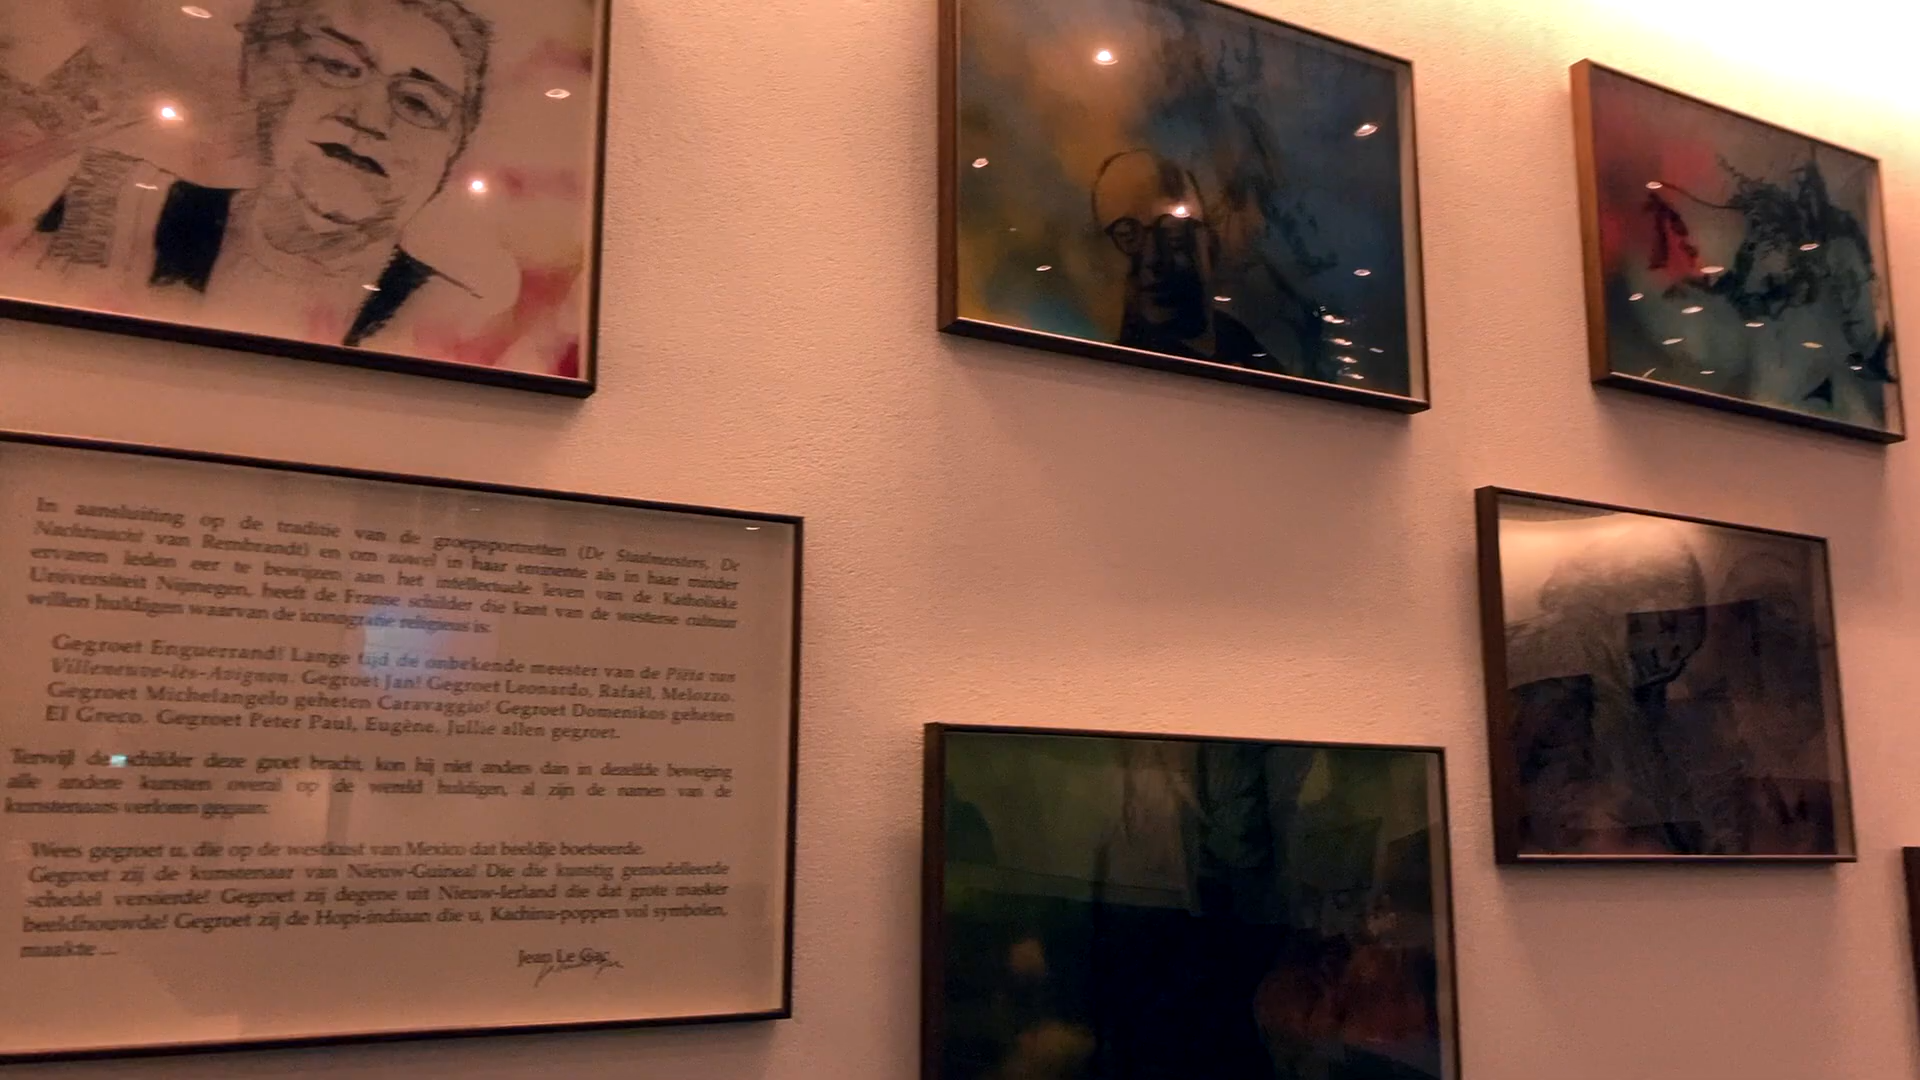 In aansluiting op de traditie van de groepsportretten (De Staalmeesters, De
Nachtwacht van Rembrandt) en om zowel in haar eminente als in haar minder
ervaren leden eer te bewijzen aan het intellectuele leven van de Katholieke
Universiteit Nijmegen, heeft de Franse schilder die kant van de westerse cultuur
willen huldigen waarvan de iconografie religieus is:
Gegroet Enguerrand! Lange tijd de onbekende meester van de Piëta van
Villeneuve-lès-Avignon. Gegroet Jan! Gegroet Leonardo, Rafaël, Melozzo.
Gegroet Michelangelo geheten Caravaggio! Gegroet Domenikos geheten
El Greco. Gegroet Peter Paul, Eugène. Jullie allen gegroet.
Terwijl de schilder deze groet bracht, kon hij niet anders dan in dezelfde beweging
alle andere kunsten overal op de wereld huldigen, al zijn de namen van de
kunstenaars verloren gegaan:
Wees gegroet u, die op de westkust van Mexico dat beeldje boetseerde.
Gegroet zij de kunstenaar van Nieuw-Guinea! Die die kunstig gemodelleerde
schedel versierde! Gegroet zij degene uit Nieuw-Ierland die dat grote masker
beeldhouwde! Gegroet zij de Hopi-indiaan die u, Kachina-poppen vol symbolen,
maakte ...
Jean Le Gac